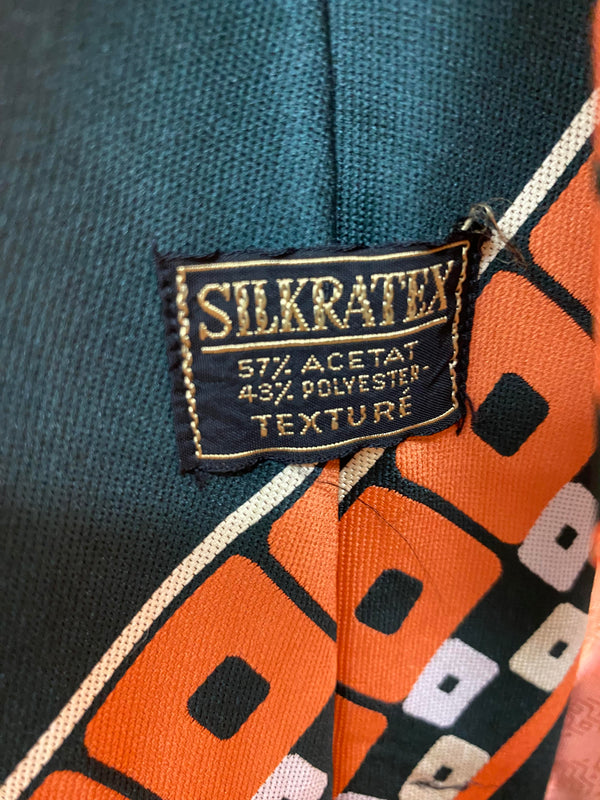 SILKRATEX
57% ACETAT
43% POLYESTER-
TEXTURÉ